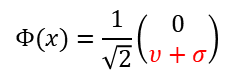 Φ(x) = 1/√2 (0
υ + σ)